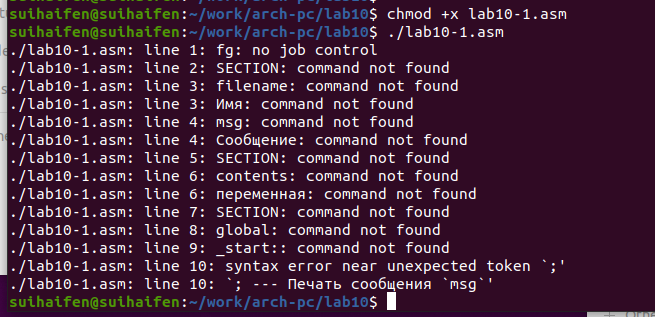 suihaifen@suihaifen:~/work/arch-pc/lab10$ chmod +x lab10-1.asm
suihaifen@suihaifen:~/work/arch-pc/lab10$ ./lab10-1.asm
./lab10-1.asm: line 1: fg: no job control
./lab10-1.asm: line 2: SECTION: command not found
./lab10-1.asm: line 3: filename: command not found
./lab10-1.asm: line 3: Имя: command not found
./lab10-1.asm: line 4: msg: command not found
./lab10-1.asm: line 4: Сообщение: command not found
./lab10-1.asm: line 5: SECTION: command not found
./lab10-1.asm: line 6: contents: command not found
./lab10-1.asm: line 6: переменная: command not found
./lab10-1.asm: line 7: SECTION: command not found
./lab10-1.asm: line 8: global: command not found
./lab10-1.asm: line 9: _start:: command not found
./lab10-1.asm: line 10: syntax error near unexpected token `;'
./lab10-1.asm: line 10: `; --- Печать сообщения `msg`'
suihaifen@suihaifen:~/work/arch-pc/lab10$